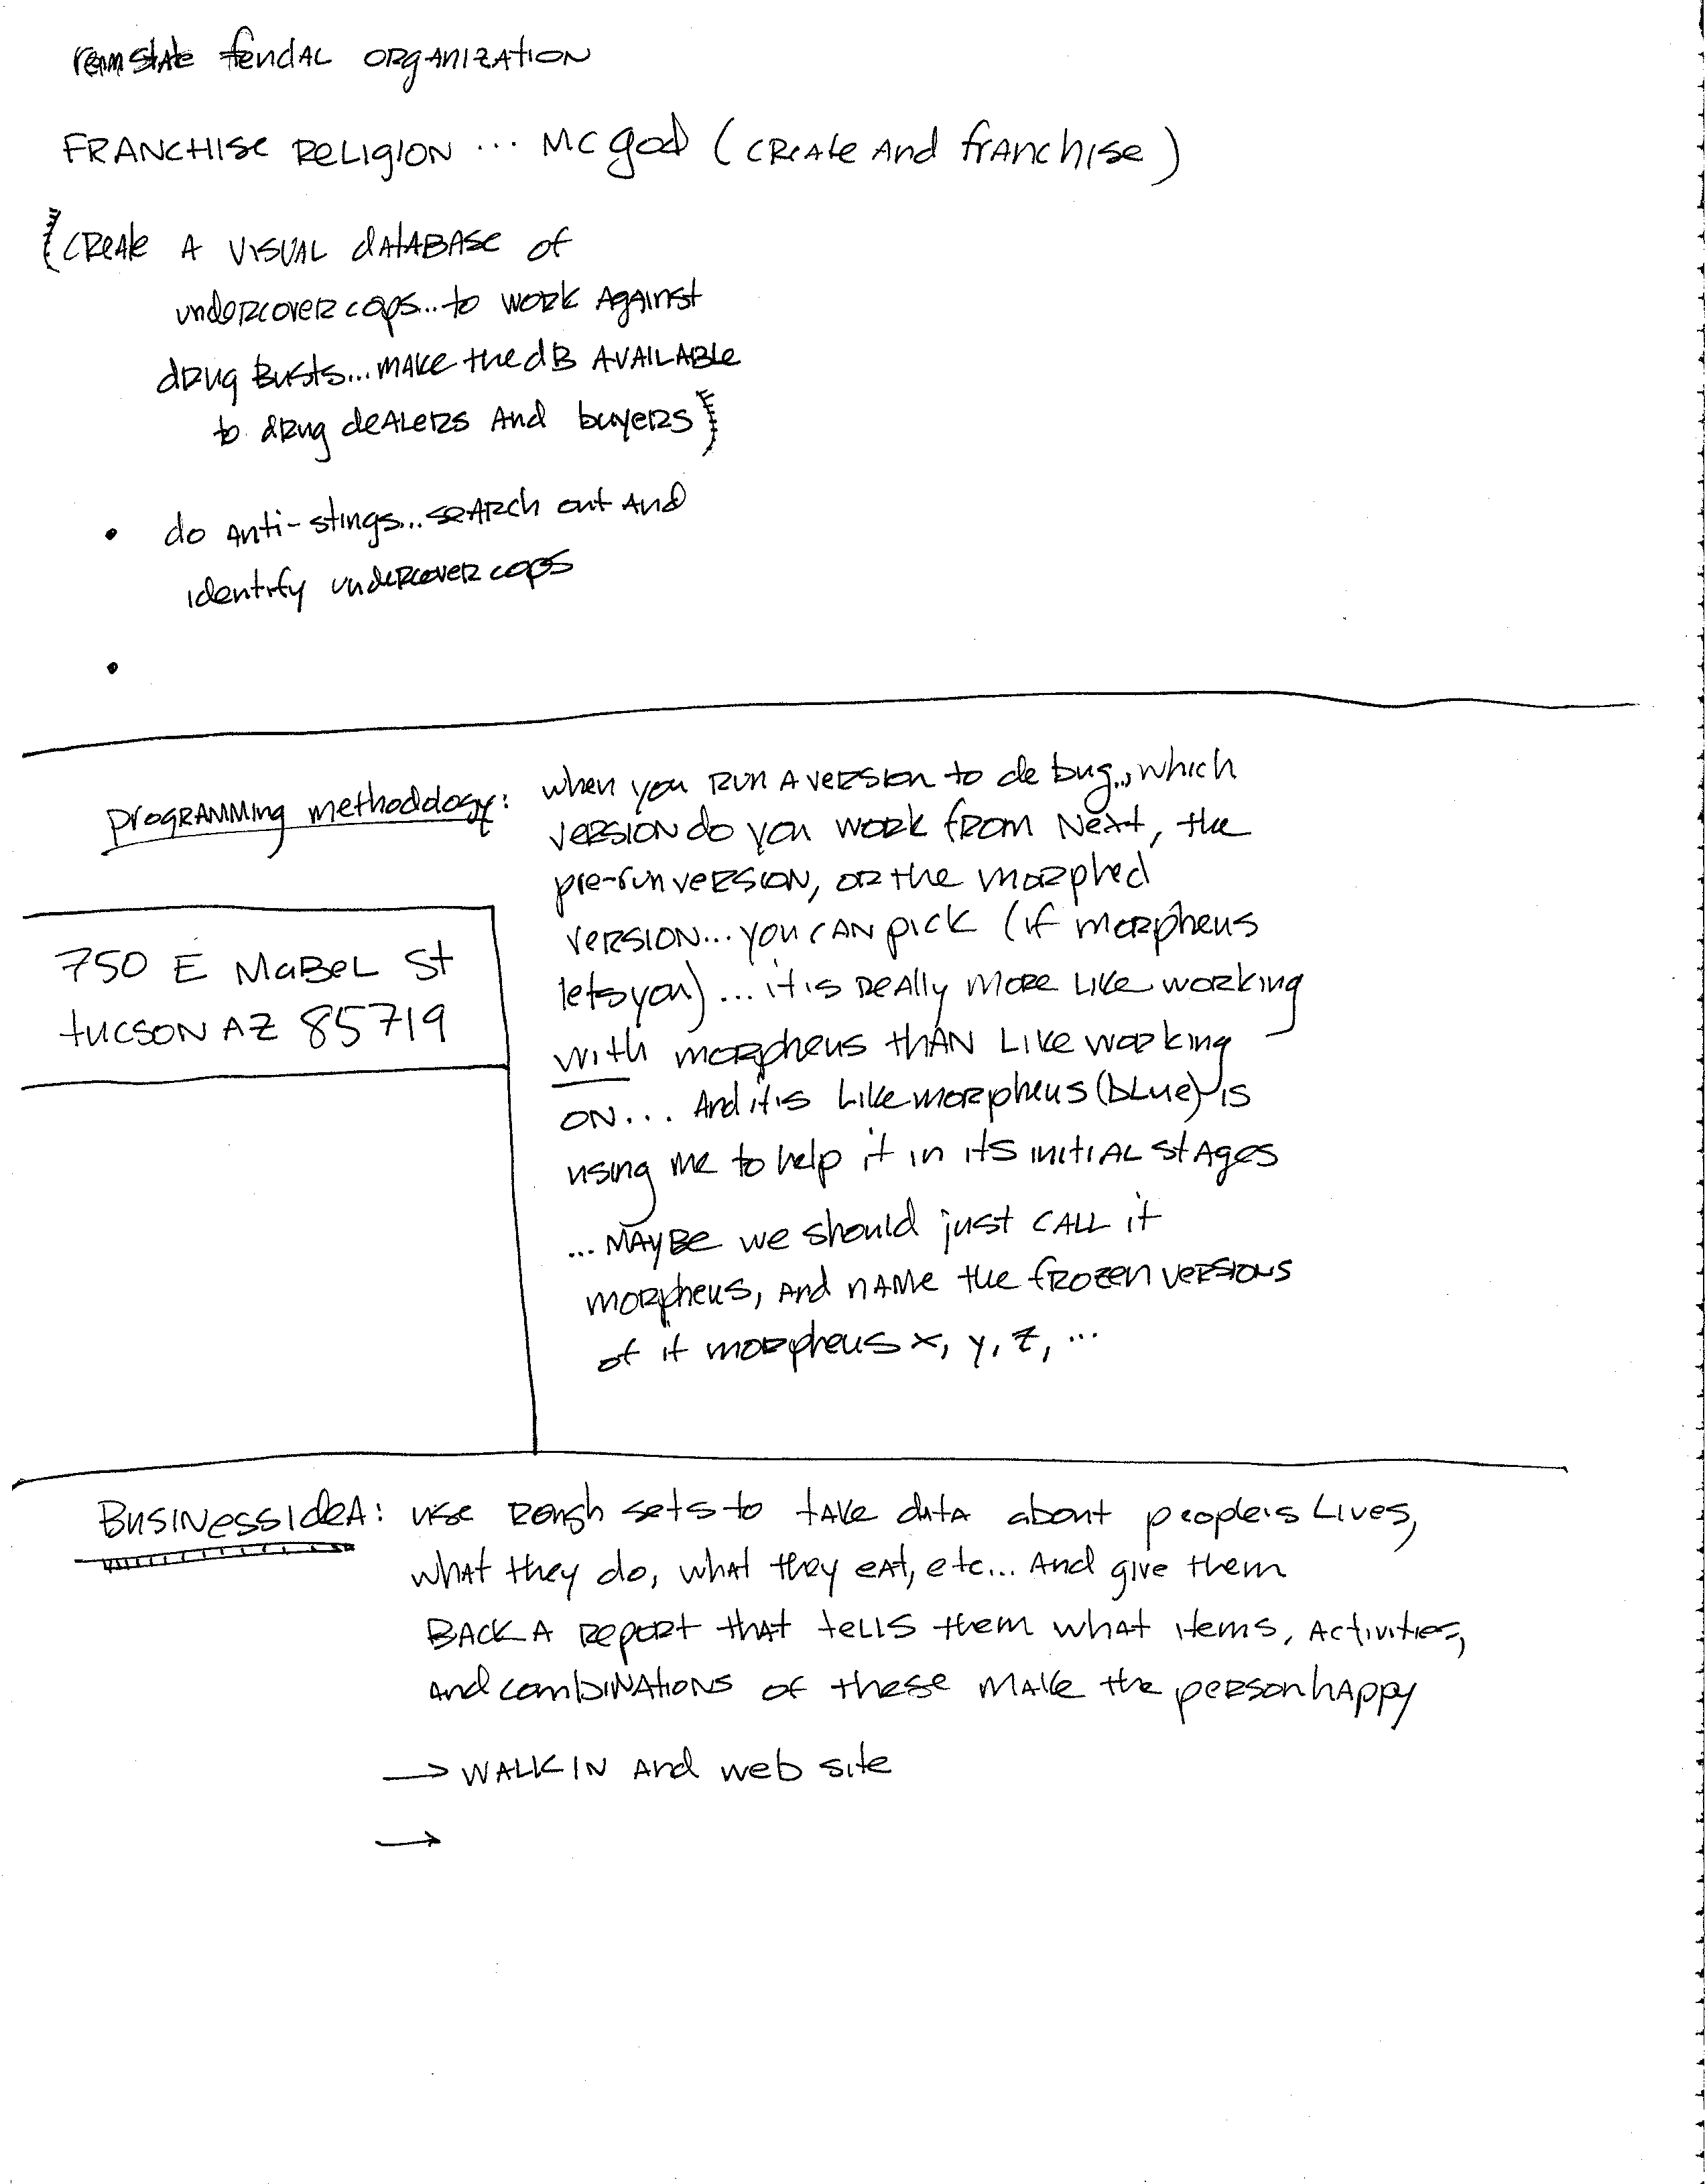 reinstate feudal ORGANIZATION
FRANCHISE RELIGION ... MC god (CREATE AND franchise)
{CREATE A VISUAL DATABASE of
undercover cops... to WORK AGAINST
drug Busts... MAKE the dB AVAILABLE
to drug dEALERS And buyers}
• do Anti-stings... SEARCH out And
identify undercover cops
•
programming methodology: when you RUN A VERSION to debug... which
VERSION do you WORK from Next, the
pre-run VERSION, OR the morphed
VERSION... YOU CAN pick (if morpheus
lets you)... it is REALLY MORE LIKE working
with morpheus thAN LIKE working
ON... And it is Like morpheus (blue) is
using me to help it in its INITIAL stAges
... MAYBE we should just CALL it
morpheus, And NAME the frozen VERSIONS
of it morpheus x, y, z, ...
750 E MaBeL St
tucson AZ 85719
Business IdeA: use Rough sets to tAKe dAtA about people's Lives,
whAt they do, whAt they eAt, etc... And give them
BACK A REPORT thAt tells them whAt items, Activities,
And combinAtions of these MAKE the person hAppy
→ WALK IN And web site
→